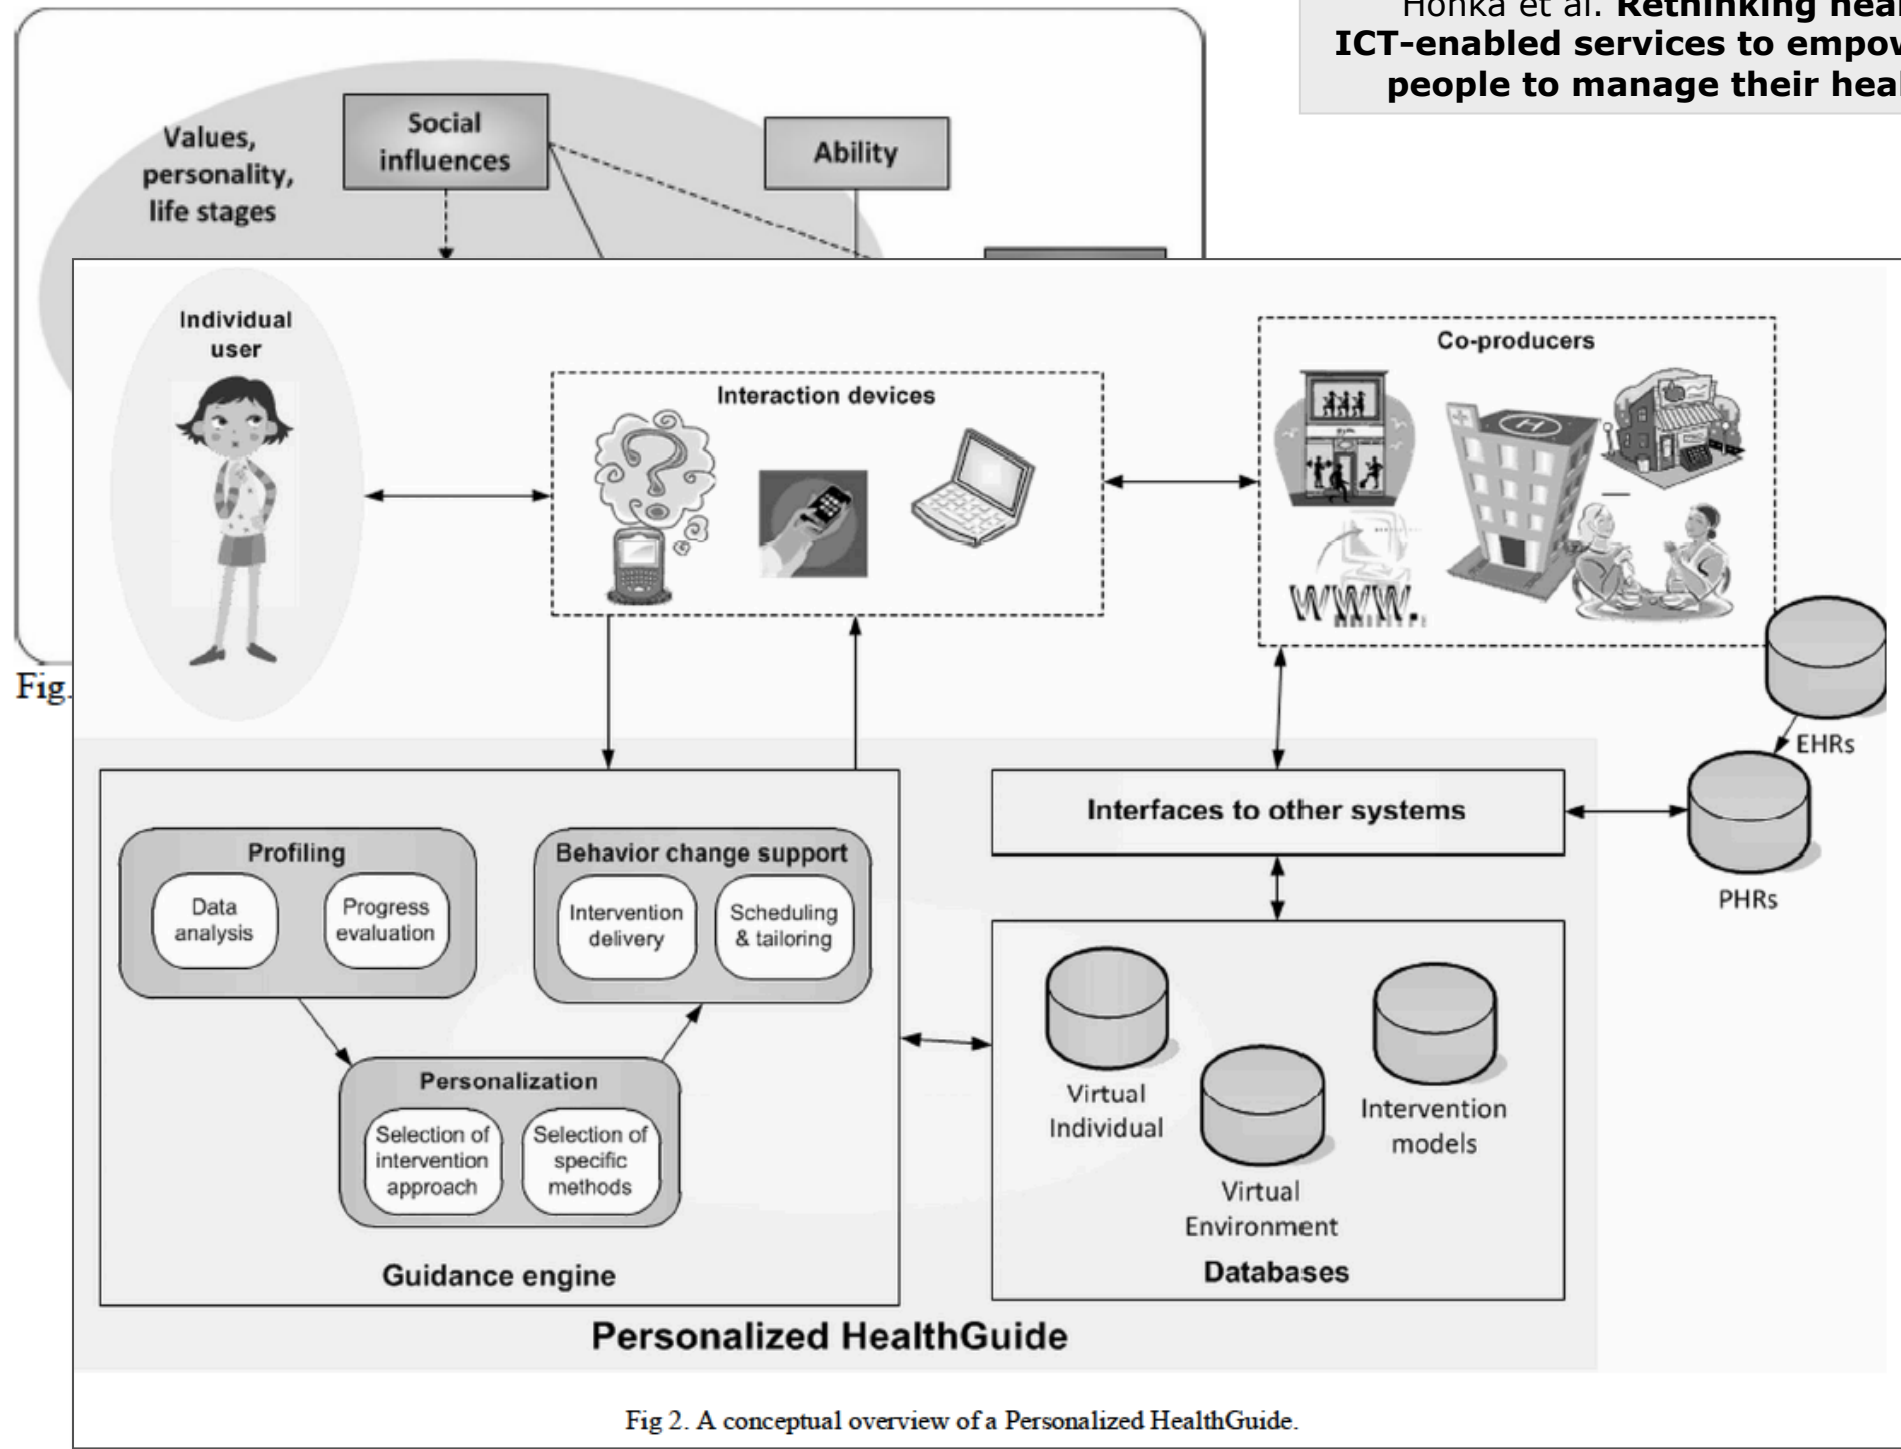 Honka et al. Rethinking
ICT-enabled services to
people to manage their
Values,
personality,
life stages
Social
influences
Ability
Fig.
Individual
user
Interaction devices
Co-producers
H
WWW.
EHRs
PHRs
Interfaces to other systems
Profiling
Data
analysis
Progress
evaluation
Behavior change support
Intervention
delivery
Scheduling
& tailoring
Personalization
Selection of
intervention
approach
Selection of
specific
methods
Guidance engine
Virtual
Individual
Virtual
Environment
Intervention
models
Databases
Personalized HealthGuide
Fig 2. A conceptual overview of a Personalized HealthGuide.